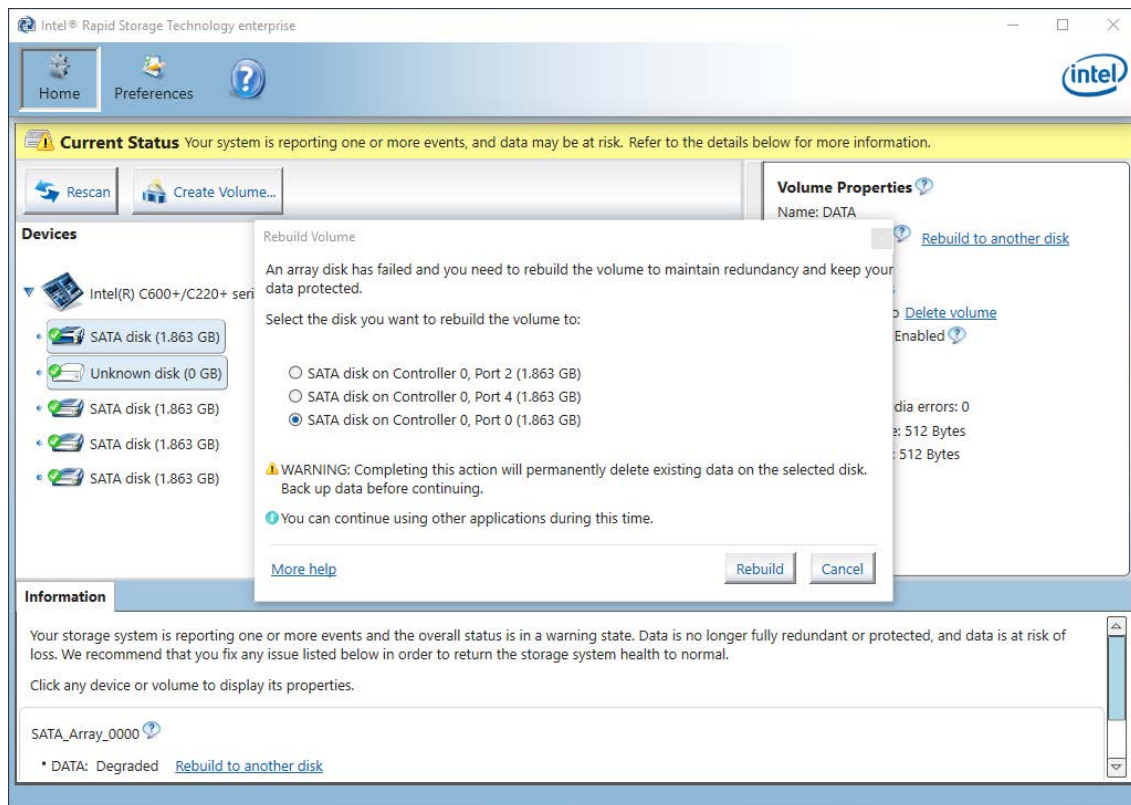 Intel® Rapid Storage Technology enterprise
Home
Preferences
?
intel
Current Status Your system is reporting one or more events, and data may be at risk. Refer to the details below for more information.
Rescan
Create Volume...
Devices
Intel(R) C600+/C220+ seri
SATA disk (1.863 GB)
Unknown disk (0 GB)
SATA disk (1.863 GB)
SATA disk (1.863 GB)
SATA disk (1.863 GB)
Rebuild Volume
An array disk has failed and you need to rebuild the volume to maintain redundancy and keep your
data protected.
Select the disk you want to rebuild the volume to:
SATA disk on Controller 0, Port 2 (1.863 GB)
SATA disk on Controller 0, Port 4 (1.863 GB)
SATA disk on Controller 0, Port 0 (1.863 GB)
WARNING: Completing this action will permanently delete existing data on the selected disk.
Back up data before continuing.
You can continue using other applications during this time.
More help
Rebuild
Cancel
Volume Properties ?
Name: DATA
? Rebuild to another disk
Delete volume
Enabled ?
dia errors: 0
: 512 Bytes
: 512 Bytes
Information
Your storage system is reporting one or more events and the overall status is in a warning state. Data is no longer fully redundant or protected, and data is at risk of
loss. We recommend that you fix any issue listed below in order to return the storage system health to normal.
Click any device or volume to display its properties.
SATA_Array_0000 ?
• DATA: Degraded Rebuild to another disk